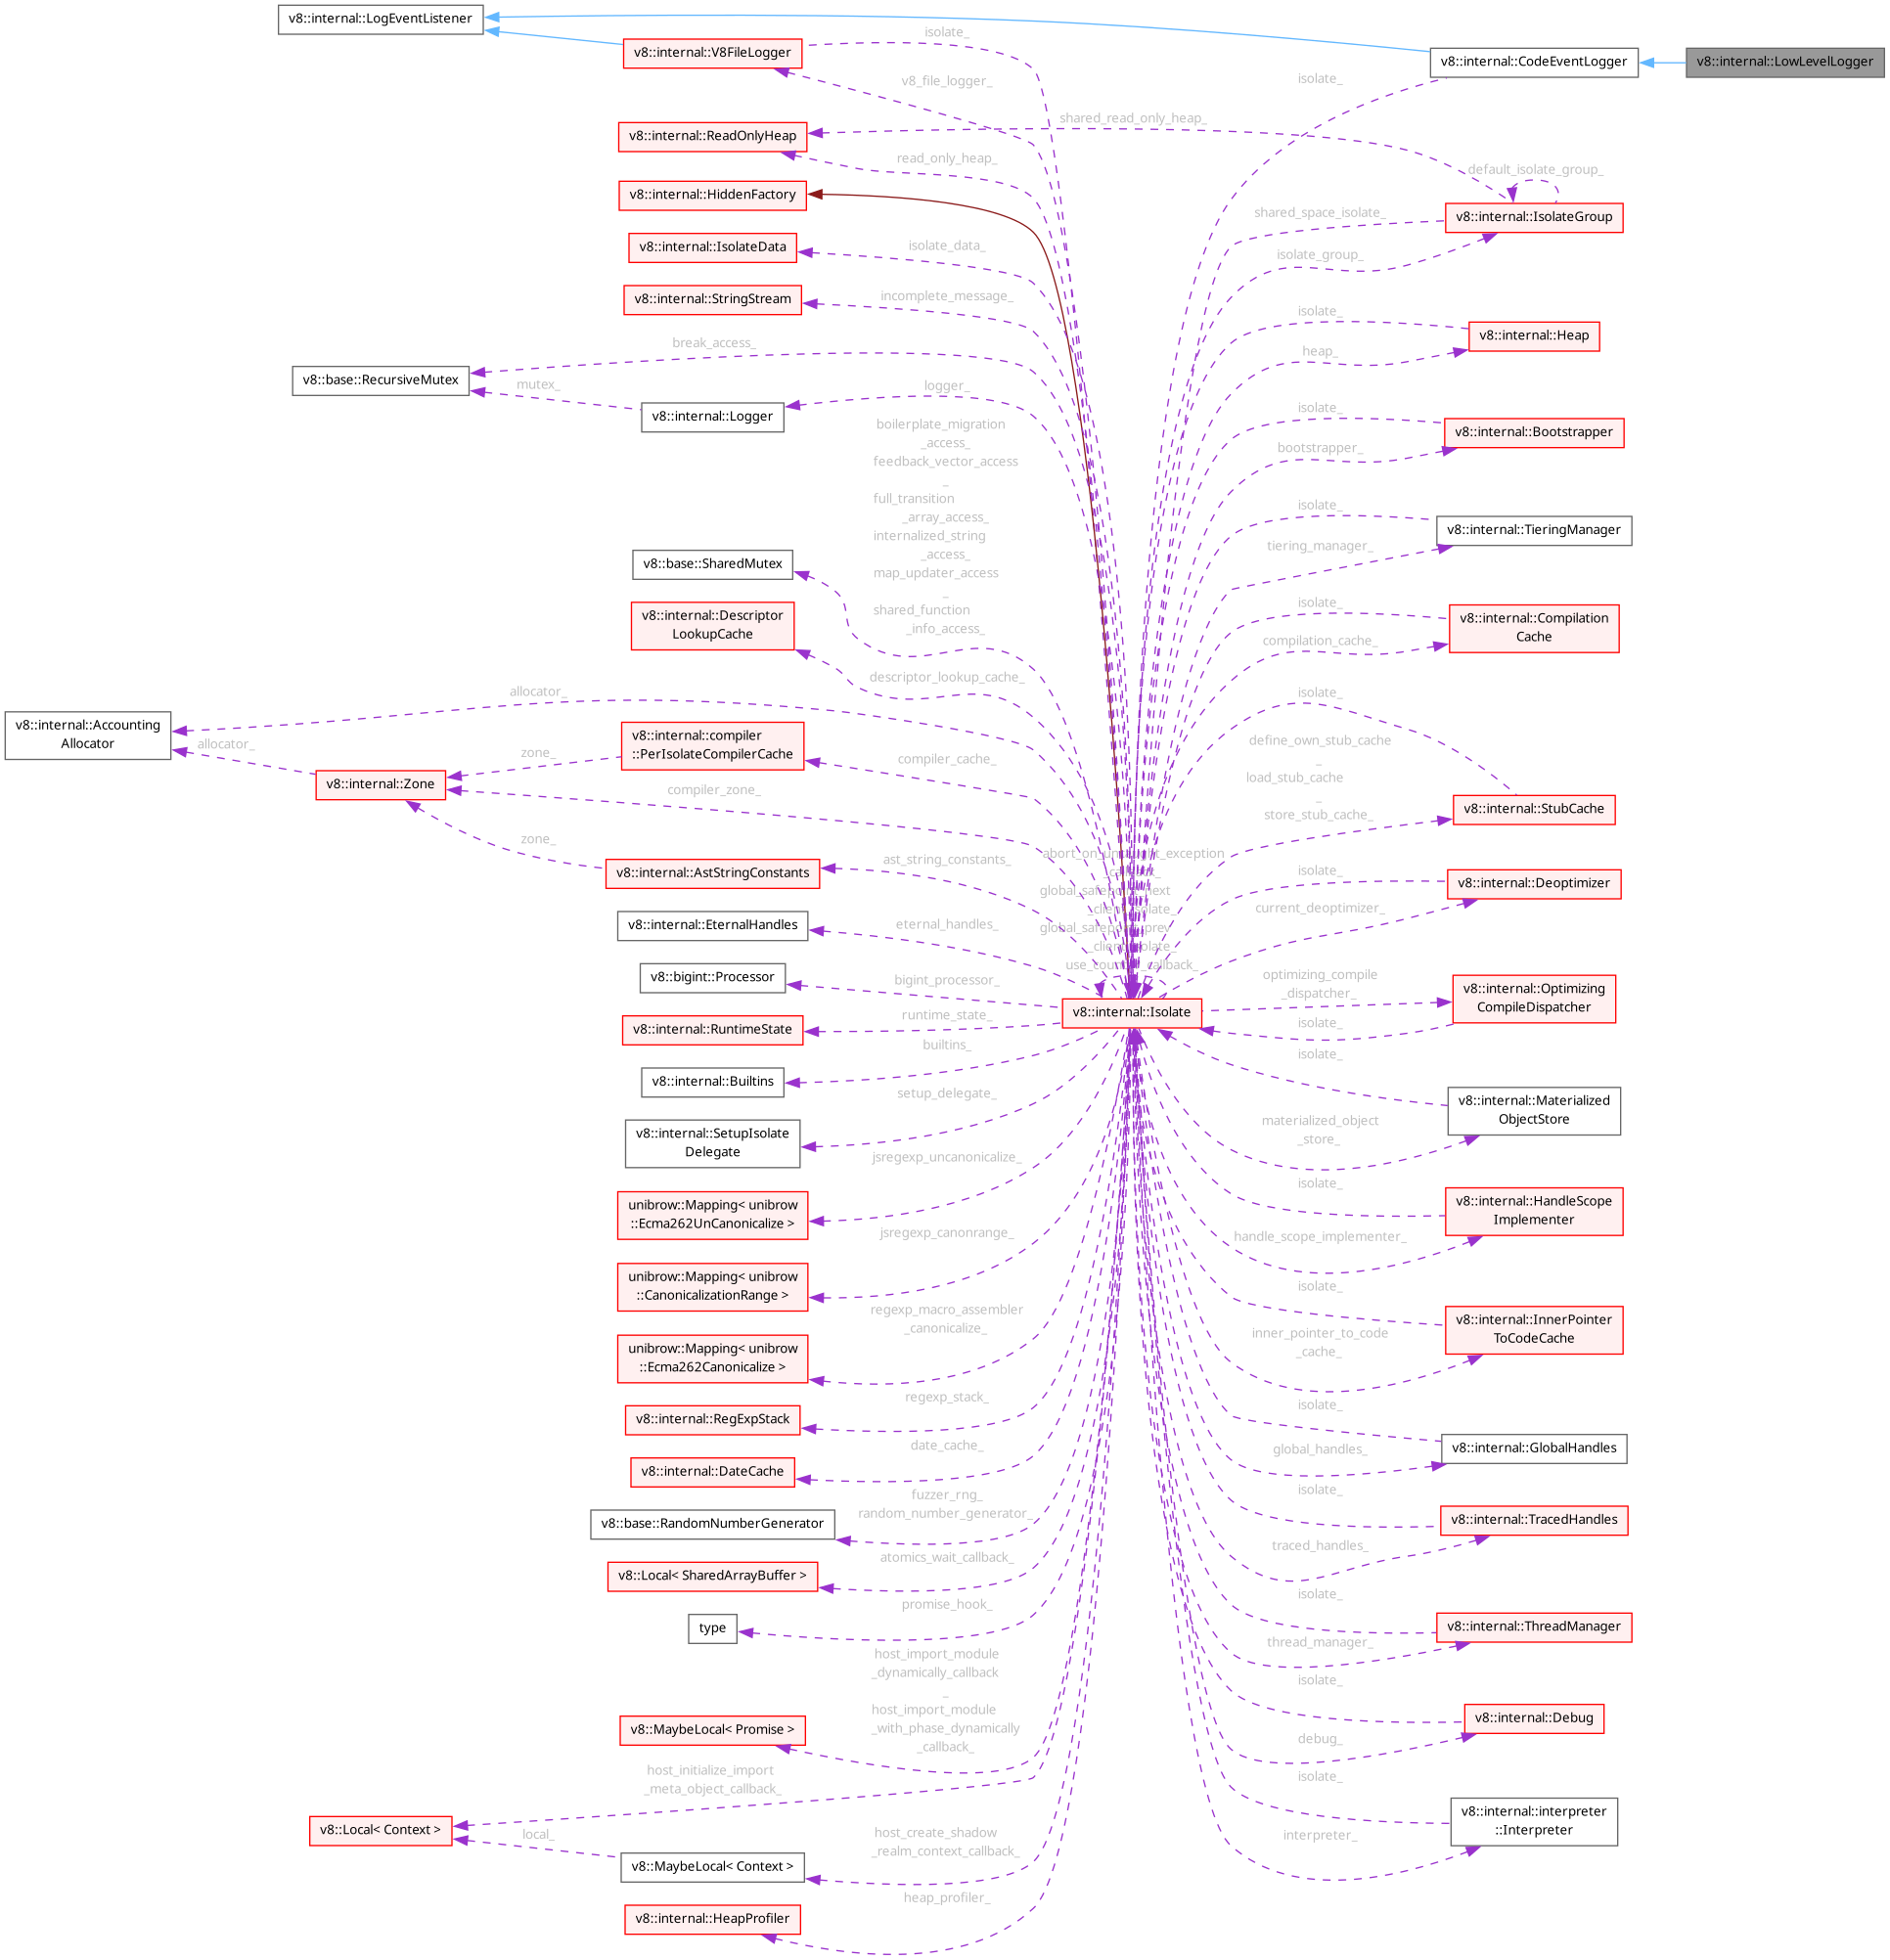 v8::internal::LogEventListener
isolate_
v8::internal::V8FileLogger
v8::internal::CodeEventLogger
v8::internal::LowLevelLogger
v8_file_logger_
isolate_
shared_read_only_heap_
v8::internal::ReadOnlyHeap
read_only_heap_
default_isolate_group_
v8::internal::HiddenFactory
shared_space_isolate_
v8::internal::IsolateGroup
v8::internal::IsolateData
isolate_data_
isolate_group_
v8::internal::StringStream
incomplete_message_
isolate_
v8::internal::Heap
break_access_
heap_
v8::base::RecursiveMutex
mutex_
logger_
v8::internal::Logger
isolate_
boilerplate_migration
_access_
feedback_vector_access
_
full_transition
_array_access_
internalized_string
_access_
map_updater_access
_
shared_function
_info_access_
v8::internal::Bootstrapper
bootstrapper_
isolate_
v8::internal::TieringManager
tiering_manager_
v8::base::SharedMutex
isolate_
v8::internal::Descriptor
LookupCache
v8::internal::Compilation
Cache
compilation_cache_
descriptor_lookup_cache_
allocator_
isolate_
v8::internal::Accounting
Allocator
allocator_
v8::internal::compiler
::PerIsolateCompilerCache
zone_
compiler_cache_
define_own_stub_cache
_
load_stub_cache
_
store_stub_cache_
v8::internal::Zone
compiler_zone_
v8::internal::StubCache
zone_
v8::internal::AstStringConstants
ast_string_constants_
global_safepoint_next
_client_isolate_
global_safepoint_prev
_client_isolate_
isolate_
v8::internal::Deoptimizer
current_deoptimizer_
v8::internal::EternalHandles
eternal_handles_
v8::bigint::Processor
bigint_processor_
optimizing_compile
_dispatcher_
v8::internal::Optimizing
CompileDispatcher
v8::internal::RuntimeState
runtime_state_
v8::internal::Isolate
isolate_
builtins_
isolate_
v8::internal::Builtins
setup_delegate_
v8::internal::Materialized
ObjectStore
materialized_object
_store_
v8::internal::SetupIsolate
Delegate
jsregexp_uncanonicalize_
isolate_
unibrow::Mapping< unibrow
::Ecma262UnCanonicalize >
v8::internal::HandleScope
Implementer
jsregexp_canonrange_
handle_scope_implementer_
unibrow::Mapping< unibrow
::CanonicalizationRange >
isolate_
regexp_macro_assembler
_canonicalize_
v8::internal::InnerPointer
ToCodeCache
inner_pointer_to_code
_cache_
unibrow::Mapping< unibrow
::Ecma262Canonicalize >
regexp_stack_
isolate_
v8::internal::RegExpStack
date_cache_
global_handles_
v8::internal::GlobalHandles
v8::internal::DateCache
fuzzer_rng_
random_number_generator_
isolate_
v8::base::RandomNumberGenerator
v8::internal::TracedHandles
traced_handles_
atomics_wait_callback_
v8::Local< SharedArrayBuffer >
promise_hook_
isolate_
type
v8::internal::ThreadManager
thread_manager_
host_import_module
_dynamically_callback
_
host_import_module
_with_phase_dynamically
_callback_
isolate_
v8::MaybeLocal< Promise >
v8::internal::Debug
debug_
host_initialize_import
_meta_object_callback_
isolate_
v8::Local< Context >
local_
host_create_shadow
_realm_context_callback_
v8::internal::interpreter
::Interpreter
interpreter_
v8::MaybeLocal< Context >
heap_profiler_
v8::internal::HeapProfiler